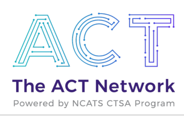 ACT
The ACT Network
Powered by NCATS CTSA Program